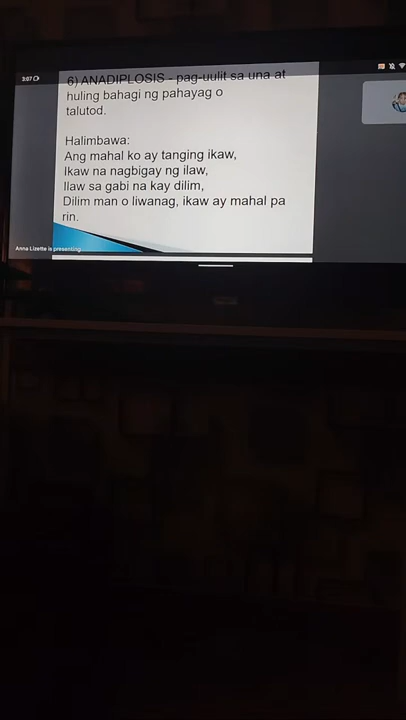 3:07
6) ANADIPLOSIS - pag-uulit sa una at
huling bahagi ng pahayag o
talutod.
Halimbawa:
Ang mahal ko ay tanging ikaw,
Ikaw na nagbigay ng ilaw,
Ilaw sa gabi na kay dilim,
Dilim man o liwanag, ikaw ay mahal pa
rin.
Anna Lizette is presenting